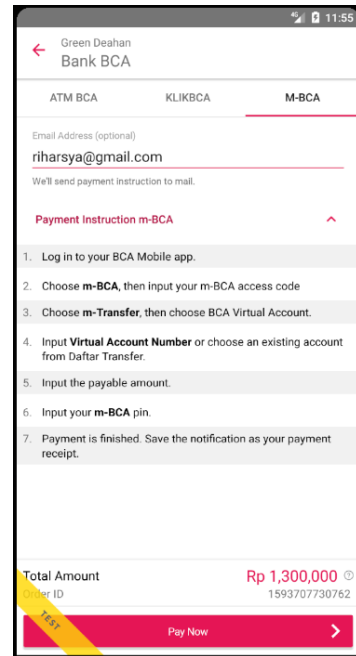 4G 11:55
Green Deahan
Bank BCA
ATM BCA KLIKBCA M-BCA
Email Address (optional)
riharsya@gmail.com
We'll send payment instruction to mail.
Payment Instruction m-BCA
1. Log in to your BCA Mobile app.
2. Choose m-BCA, then input your m-BCA access code
3. Choose m-Transfer, then choose BCA Virtual Account.
4. Input Virtual Account Number or choose an existing account
from Daftar Transfer.
5. Input the payable amount.
6. Input your m-BCA pin.
7. Payment is finished. Save the notification as your payment
receipt.
Total Amount Rp 1,300,000
Order ID 1593707730762
TEST
Pay Now